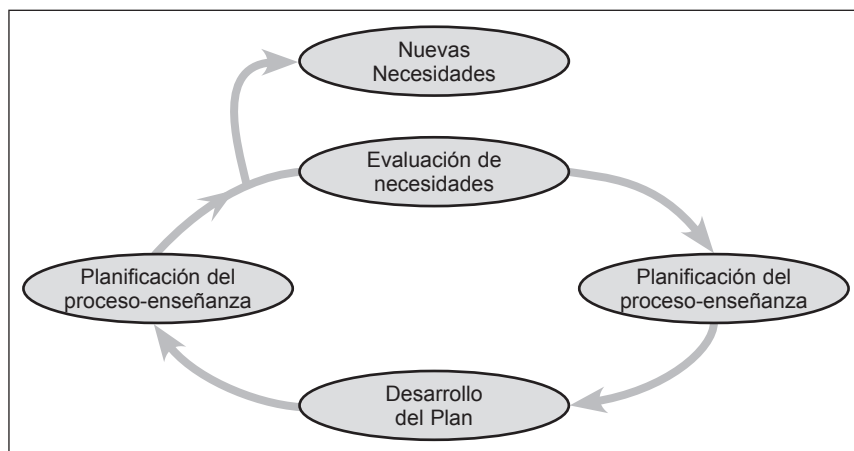 Nuevas
Necesidades
Evaluación de
necesidades
Planificación del
proceso-enseñanza
Planificación del
proceso-enseñanza
Desarrollo
del Plan